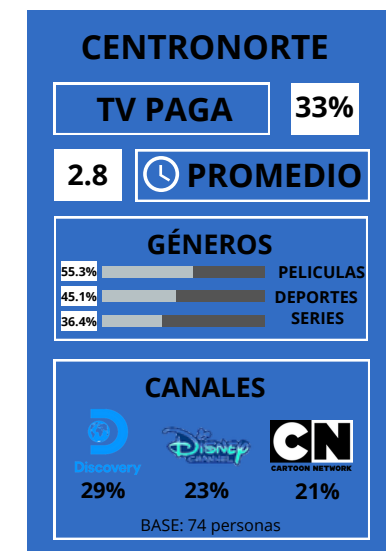 CENTRONORTE
TV PAGA 33%
2.8 PROMEDIO
GÉNEROS
55.3% PELICULAS
45.1% DEPORTES
36.4% SERIES
CANALES
Discovery DISNEY CHANNEL CN CARTOON NETWORK
29% 23% 21%
BASE: 74 personas